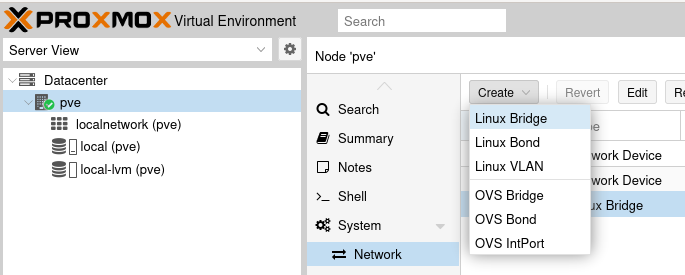 PROXMOX Virtual Environment Search
Server View
Node 'pve'
Datacenter
pve
localnetwork (pve)
local (pve)
local-lvm (pve)
Search
Summary
Notes
Shell
System
Network
Create Revert Edit Re
Linux Bridge
Linux Bond
Linux VLAN
OVS Bridge
OVS Bond
OVS IntPort
pe
work Device
work Device
ux Bridge